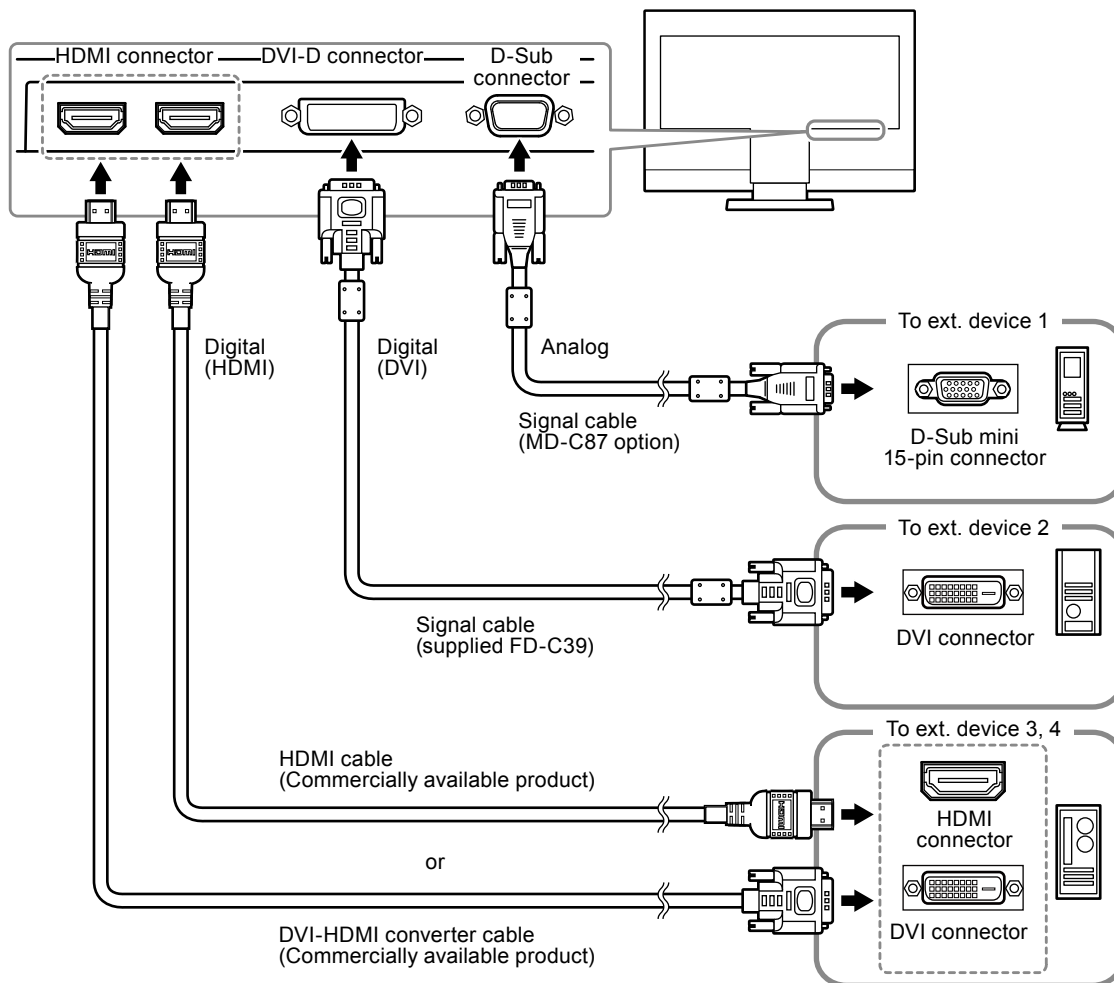 HDMI connector
DVI-D connector
D-Sub
connector
HDMI
HDMI
Digital
(HDMI)
Digital
(DVI)
Analog
Signal cable
(MD-C87 option)
To ext. device 1
D-Sub mini
15-pin connector
To ext. device 2
DVI connector
Signal cable
(supplied FD-C39)
To ext. device 3, 4
HDMI cable
(Commercially available product)
HDMI
HDMI
connector
or
DVI connector
DVI-HDMI converter cable
(Commercially available product)